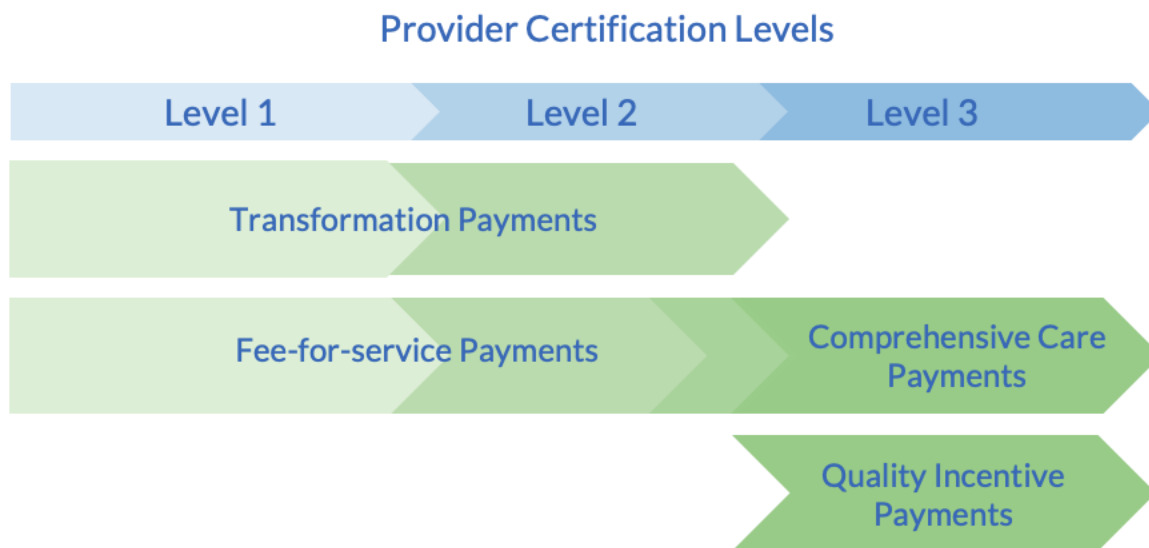 Provider Certification Levels
Level 1
Level 2
Level 3
Transformation Payments
Fee-for-service Payments
Comprehensive Care
Payments
Quality Incentive
Payments